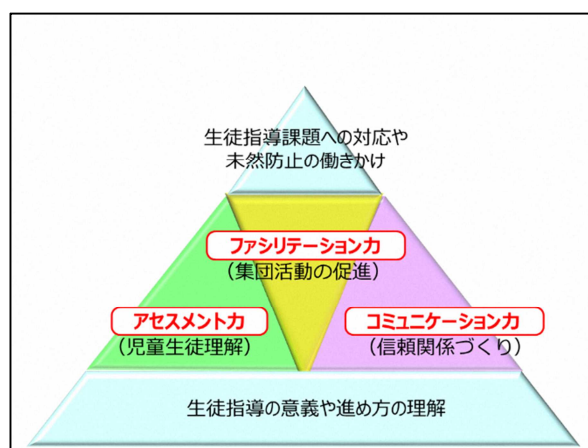 生徒指導課題への対応や
未然防止の働きかけ
ファシリテーション力
（集団活動の促進）
アセスメント力
（児童生徒理解）
コミュニケーション力
（信頼関係づくり）
生徒指導の意義や進め方の理解